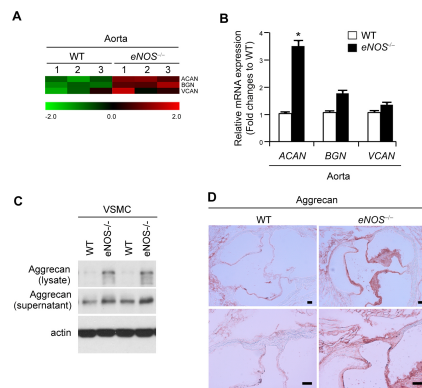 A
Aorta
WT eNOS-/-
1 2 3 1 2 3
ACAN
BGN
VCAN
-2.0 0 2.0
B
WT
eNOS-/-
Relative mRNA expression
(Fold changes to WT)
4
3
2
1
0
*
ACAN BGN VCAN
Aorta
C
VSMC
WT eNOS-/- WT eNOS-/-
Aggrecan
(lysate)
Aggrecan
(supernatant)
actin
D
Aggrecan
WT eNOS-/-